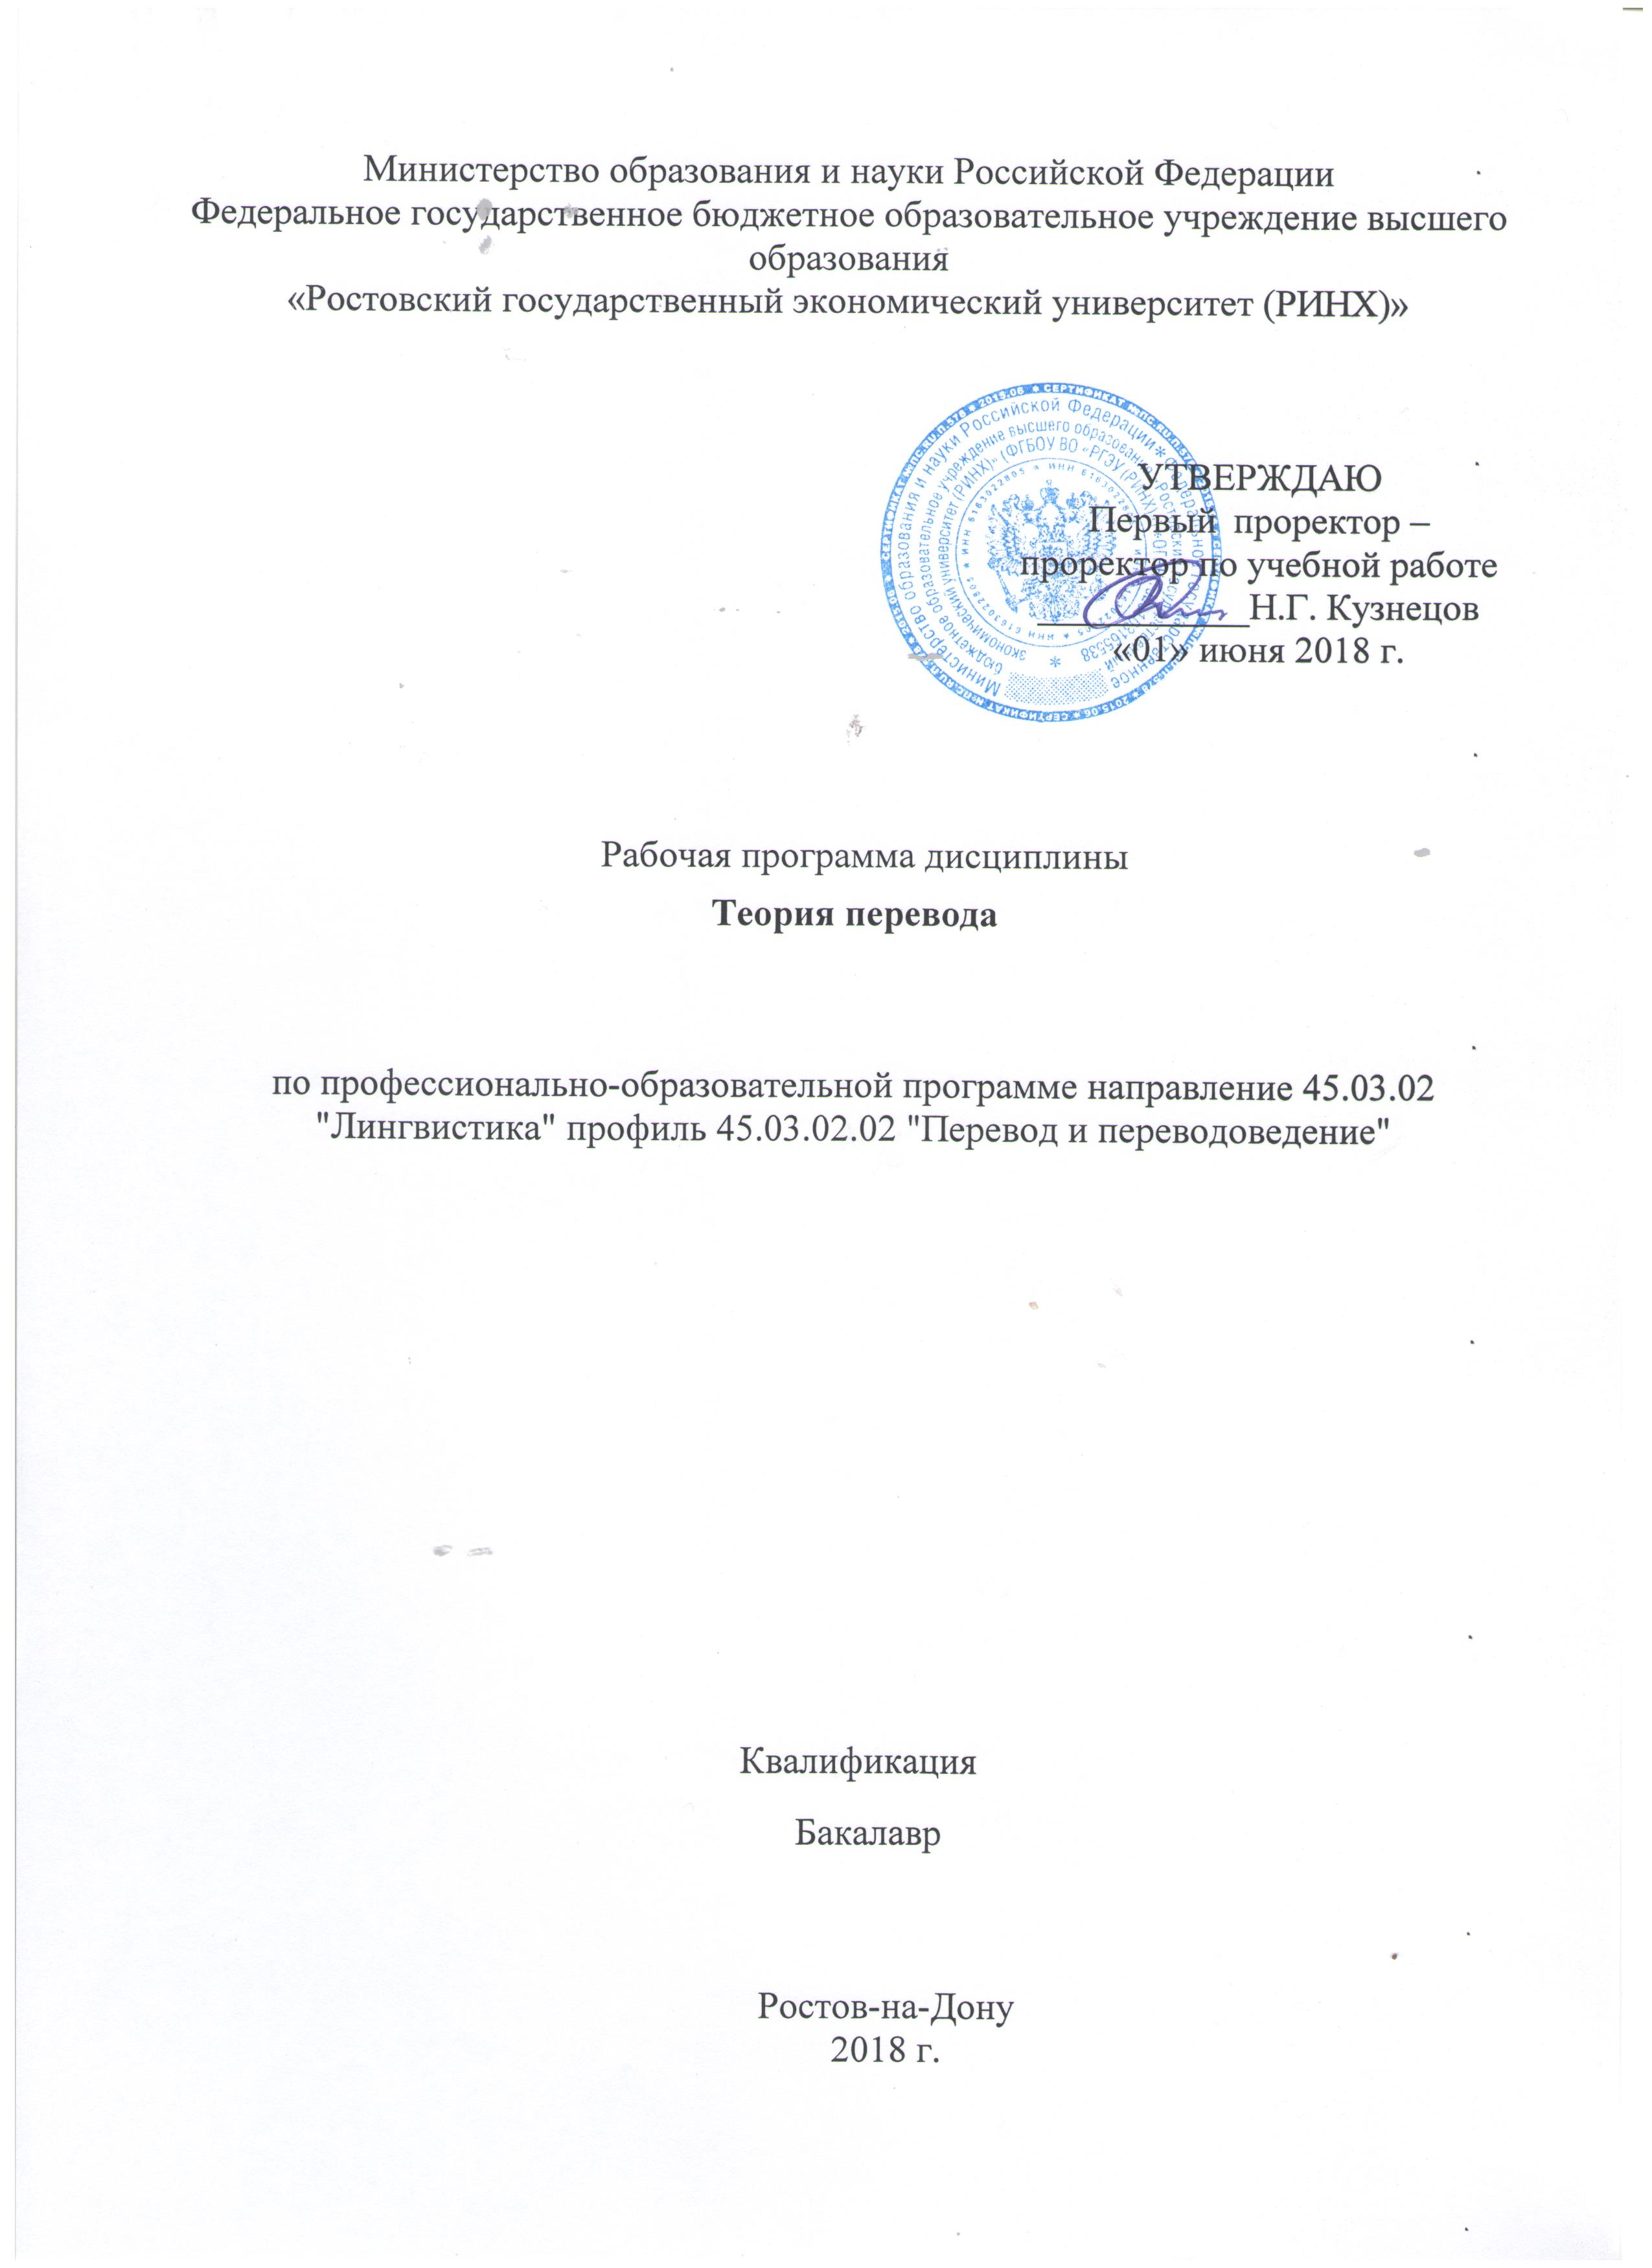 Министерство образования и науки Российской Федерации
Федеральное государственное бюджетное образовательное учреждение высшего
образования
«Ростовский государственный экономический университет (РИНХ)»
УТВЕРЖДАЮ
Первый проректор –
проректор по учебной работе
Н.Г. Кузнецов
«01» июня 2018 г.
Рабочая программа дисциплины
Теория перевода
по профессионально-образовательной программе направление 45.03.02
"Лингвистика" профиль 45.03.02.02 "Перевод и переводоведение"
Квалификация
Бакалавр
Ростов-на-Дону
2018 г.